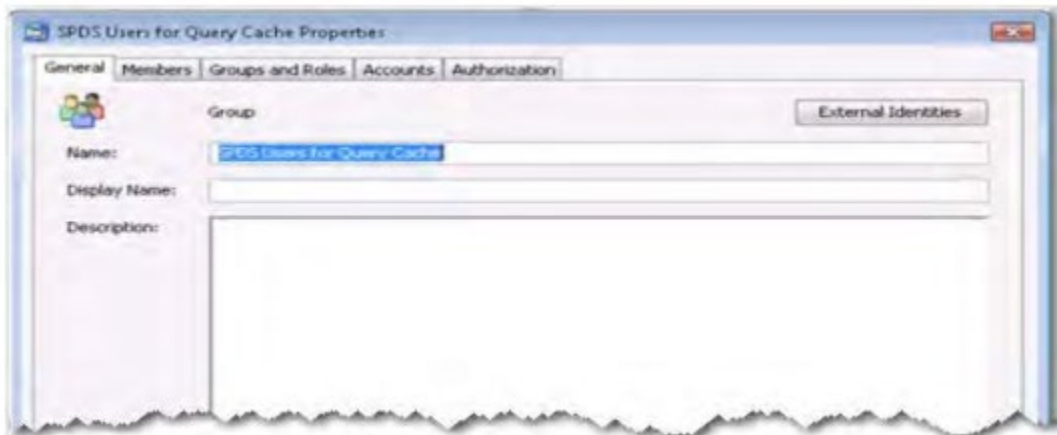 SPDS Users for Query Cache Properties
General Members Groups and Roles Accounts Authorization
Group External Identities
Name: SPDS Users for Query Cache
Display Name:
Description: